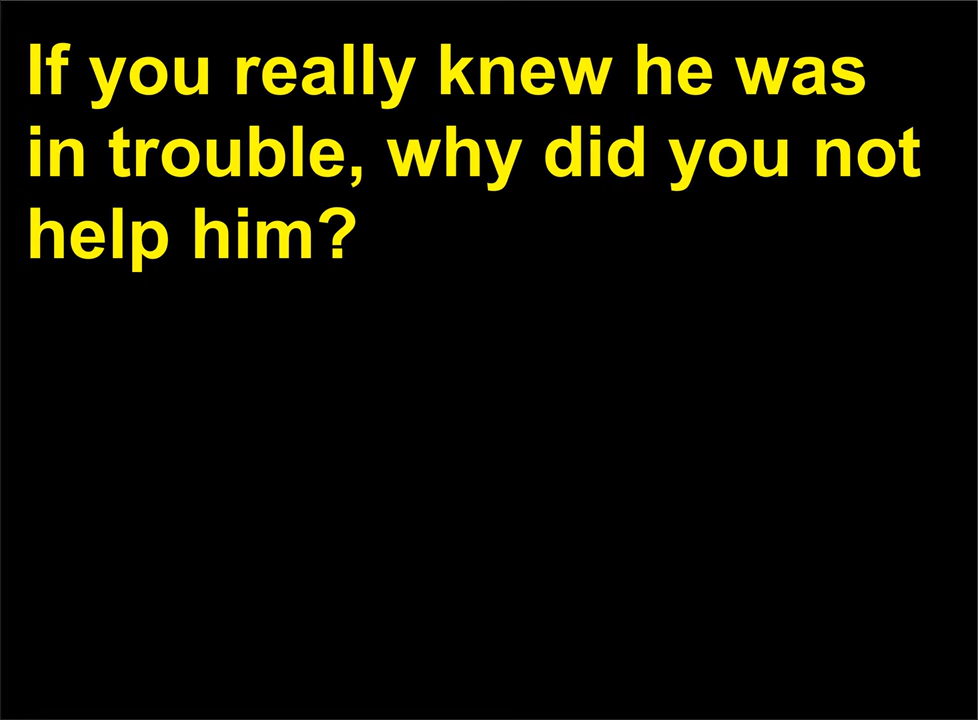 If you really knew he was
in trouble, why did you not
help him?